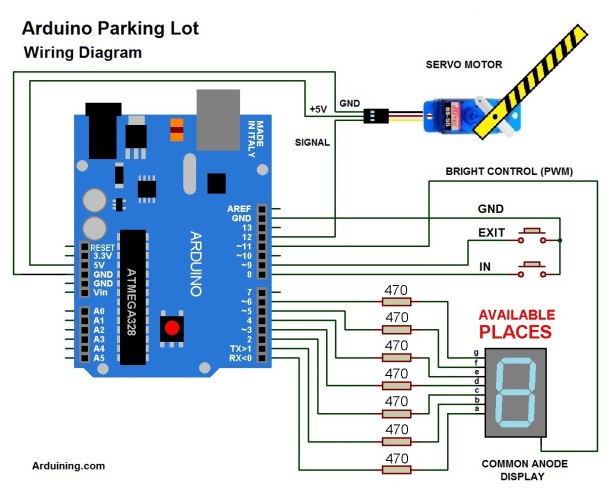 Arduino Parking Lot
Wiring Diagram
SERVO MOTOR
GND
+5V
SIGNAL
MADE
IN ITALY
BRIGHT CONTROL (PWM)
AREF
GND
13
12
~11
~10
~9
8
GND
EXIT
IN
RESET
3.3V
5V
GND
GND
Vin
ARDUINO
ATMEGA328
7
~6
~5
4
~3
2
TX>1
RX<0
A0
A1
A2
A3
A4
A5
470
470
470
470
470
470
470
AVAILABLE
PLACES
g
f
e
d
c
b
a
COMMON ANODE
DISPLAY
Arduining.com